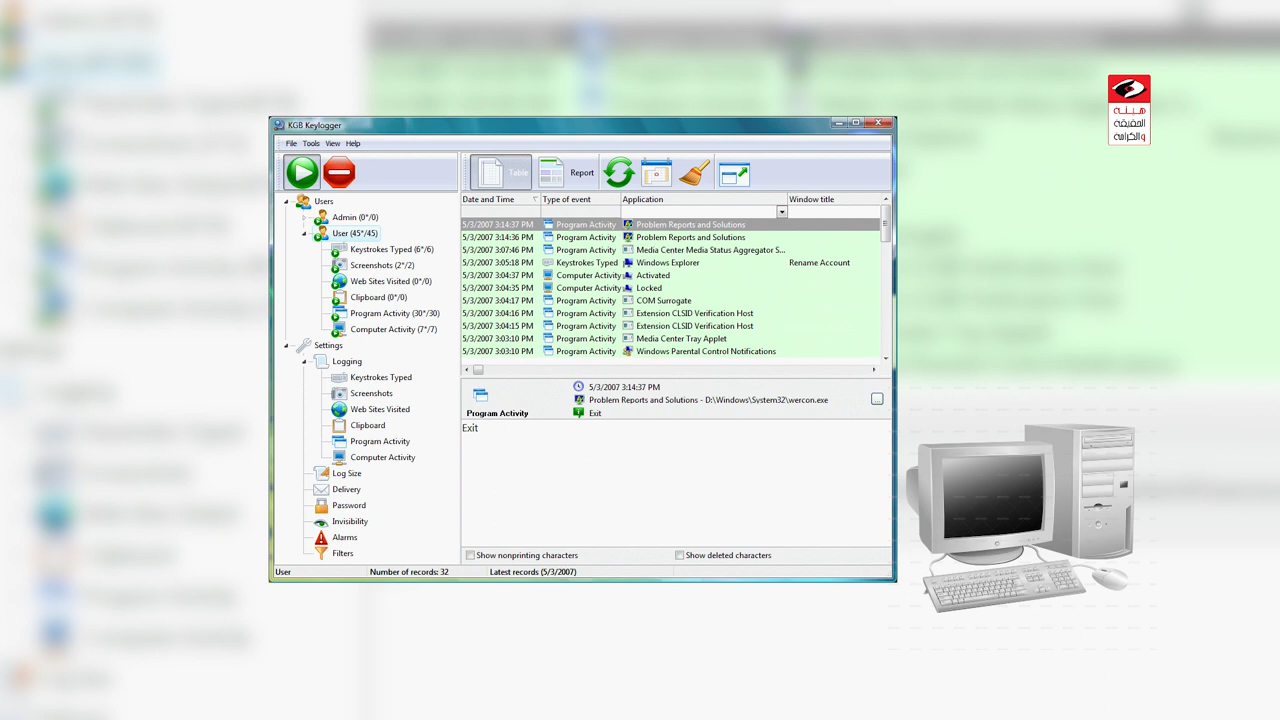 KGB Keylogger
File Tools View Help
Table Report
Users
Admin (0*/0)
User (45*/45)
Keystrokes Typed (6*/6)
Screenshots (2*/2)
Web Sites Visited (0*/0)
Clipboard (0*/0)
Program Activity (30*/30)
Computer Activity (7*/7)
Settings
Logging
Keystrokes Typed
Screenshots
Web Sites Visited
Clipboard
Program Activity
Computer Activity
Log Size
Delivery
Password
Invisibility
Alarms
Filters
Date and Time Type of event Application Window title
5/3/2007 3:14:37 PM Program Activity Problem Reports and Solutions
5/3/2007 3:14:36 PM Program Activity Problem Reports and Solutions
5/3/2007 3:07:46 PM Program Activity Media Center Media Status Aggregator S...
5/3/2007 3:05:18 PM Keystrokes Typed Windows Explorer Rename Account
5/3/2007 3:04:37 PM Computer Activity Activated
5/3/2007 3:04:35 PM Computer Activity Locked
5/3/2007 3:04:17 PM Program Activity COM Surrogate
5/3/2007 3:04:16 PM Program Activity Extension CLSID Verification Host
5/3/2007 3:04:15 PM Program Activity Extension CLSID Verification Host
5/3/2007 3:03:10 PM Program Activity Media Center Tray Applet
5/3/2007 3:03:10 PM Program Activity Windows Parental Control Notifications
5/3/2007 3:14:37 PM
Problem Reports and Solutions - D:\Windows\System32\wercon.exe
Program Activity Exit
Exit
Show nonprinting characters Show deleted characters
User Number of records: 32 Latest records (5/3/2007)
هيئة
الحقيقة
والكرامة